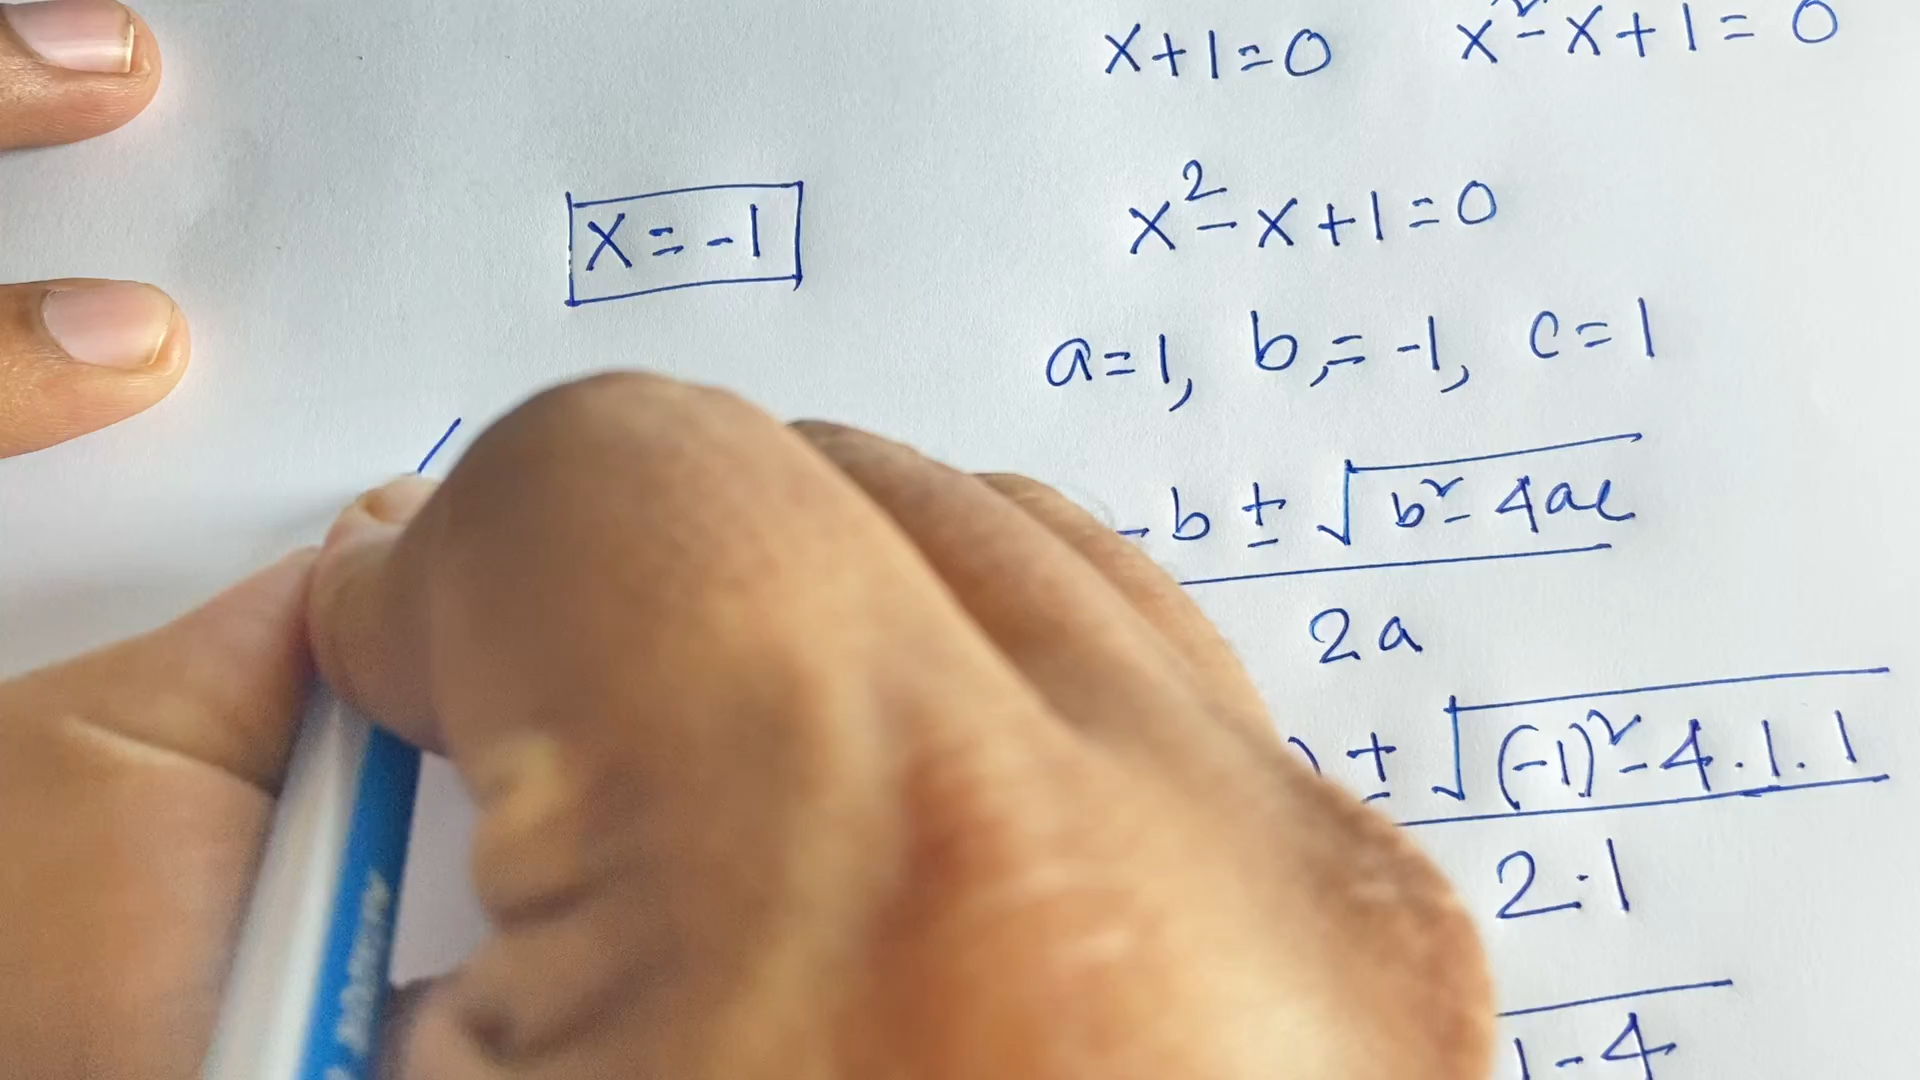 x+1=0 x²-x+1=0
x=-1
x²-x+1=0
a=1, b,=-1, c=1
-b ± √b²-4ac
2a
) ± √(-1)²-4.1.1
2.1
1-4